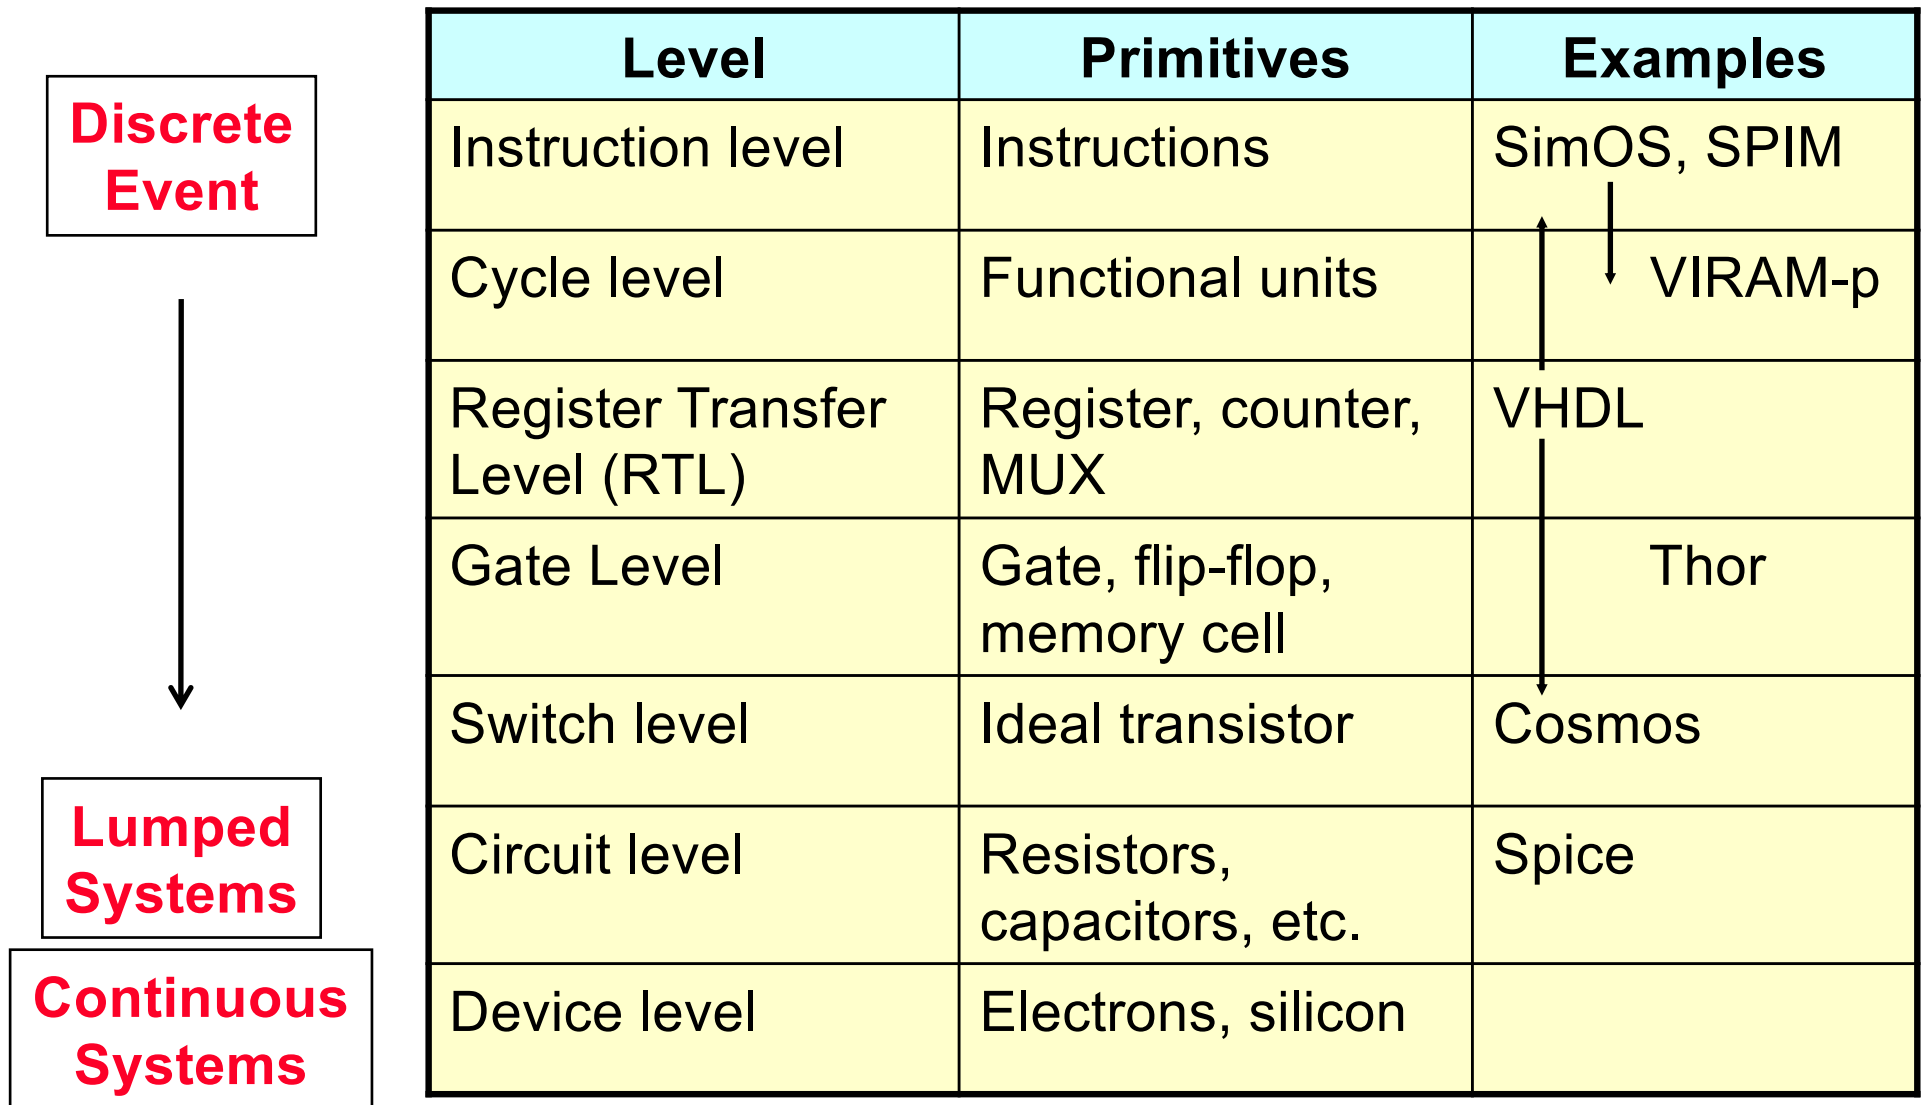 Discrete
Event
Lumped
Systems
Continuous
Systems
Level Primitives Examples
Instruction level Instructions SimOS, SPIM
Cycle level Functional units VIRAM-p
Register Transfer Register, counter, VHDL
Level (RTL) MUX
Gate Level Gate, flip-flop, Thor
memory cell
Switch level Ideal transistor Cosmos
Circuit level Resistors, Spice
capacitors, etc.
Device level Electrons, silicon